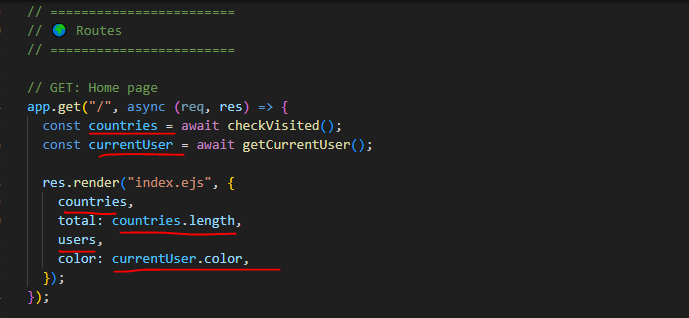 // =========================
// 🌍 Routes
// =========================
// GET: Home page
app.get("/", async (req, res) => {
const countries = await checkVisited();
const currentUser = await getCurrentUser();
res.render("index.ejs", {
countries,
total: countries.length,
users,
color: currentUser.color,
});
});